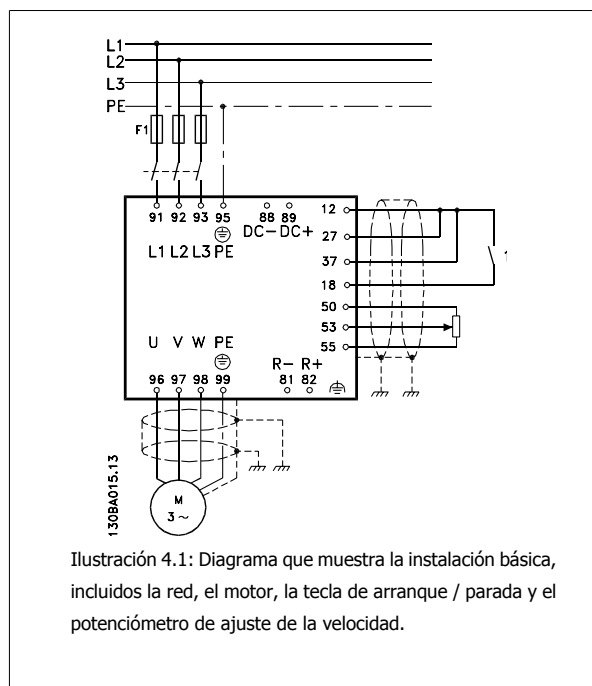 L1
L2
L3
PE
F1
91 92 93 95 88 89 12
DC- DC+
27
L1 L2 L3 PE
37
18
50
U V W PE
53
R- R+
55
96 97 98 99 81 82
130BA015.13
M
3~
Ilustración 4.1: Diagrama que muestra la instalación básica,
incluidos la red, el motor, la tecla de arranque / parada y el
potenciómetro de ajuste de la velocidad.